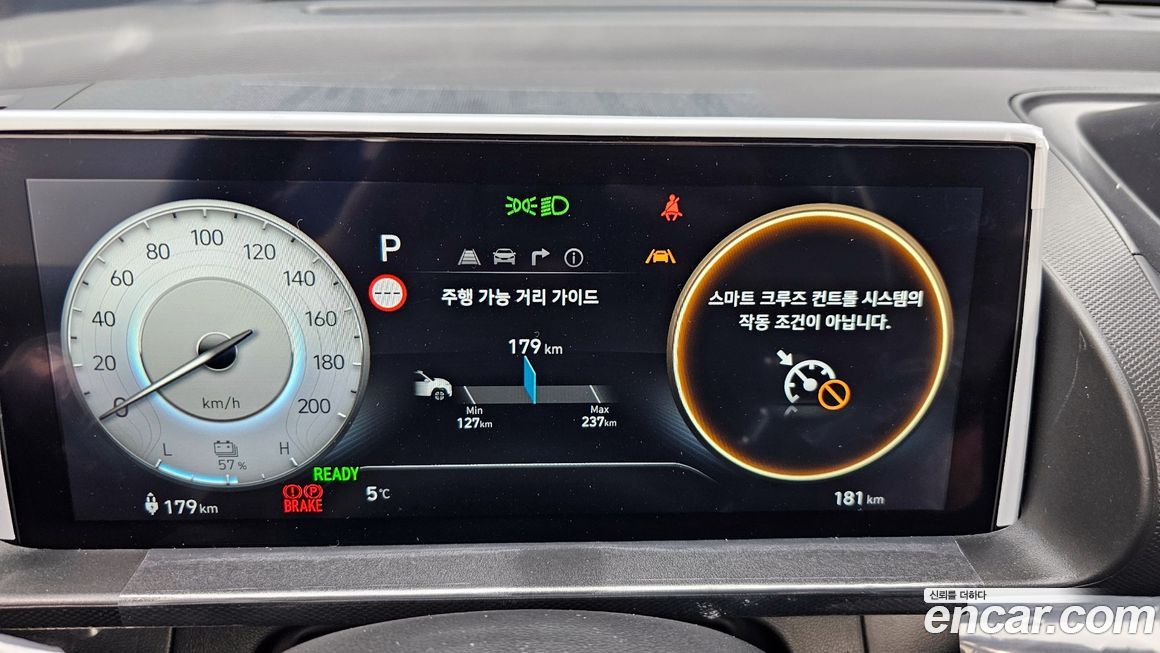 80 100 120
60 140
40 160
20 180
0 200
km/h
L H
57 %
179 km
READY
BRAKE
P
5℃
주행 가능 거리 가이드
179 km
Min
127km
Max
237km
스마트 크루즈 컨트롤 시스템의
작동 조건이 아닙니다.
181 km
신뢰를 더하다
encar.com